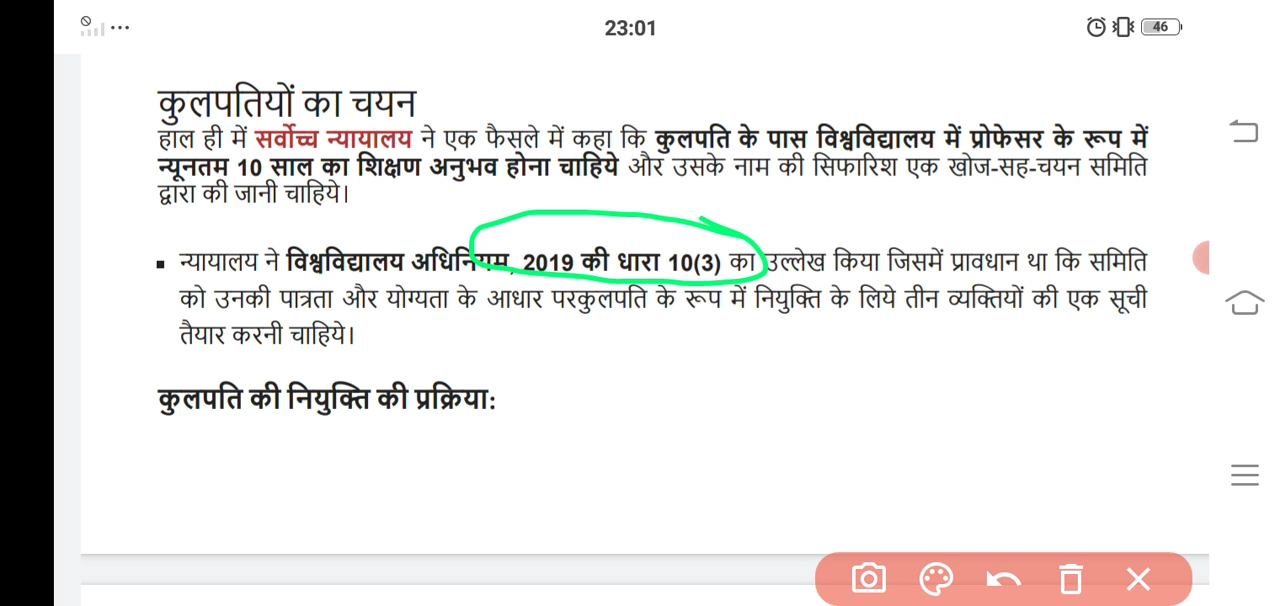 23:01
46
कुलपतियों का चयन
हाल ही में सर्वोच्च न्यायालय ने एक फैसले में कहा कि कुलपति के पास विश्वविद्यालय में प्रोफेसर के रूप में
न्यूनतम 10 साल का शिक्षण अनुभव होना चाहिये और उसके नाम की सिफारिश एक खोज-सह-चयन समिति
द्वारा की जानी चाहिये।
▪ न्यायालय ने विश्वविद्यालय अधिनियम, 2019 की धारा 10(3) का उल्लेख किया जिसमें प्रावधान था कि समिति
को उनकी पात्रता और योग्यता के आधार परकुलपति के रूप में नियुक्ति के लिये तीन व्यक्तियों की एक सूची
तैयार करनी चाहिये।
कुलपति की नियुक्ति की प्रक्रिया: